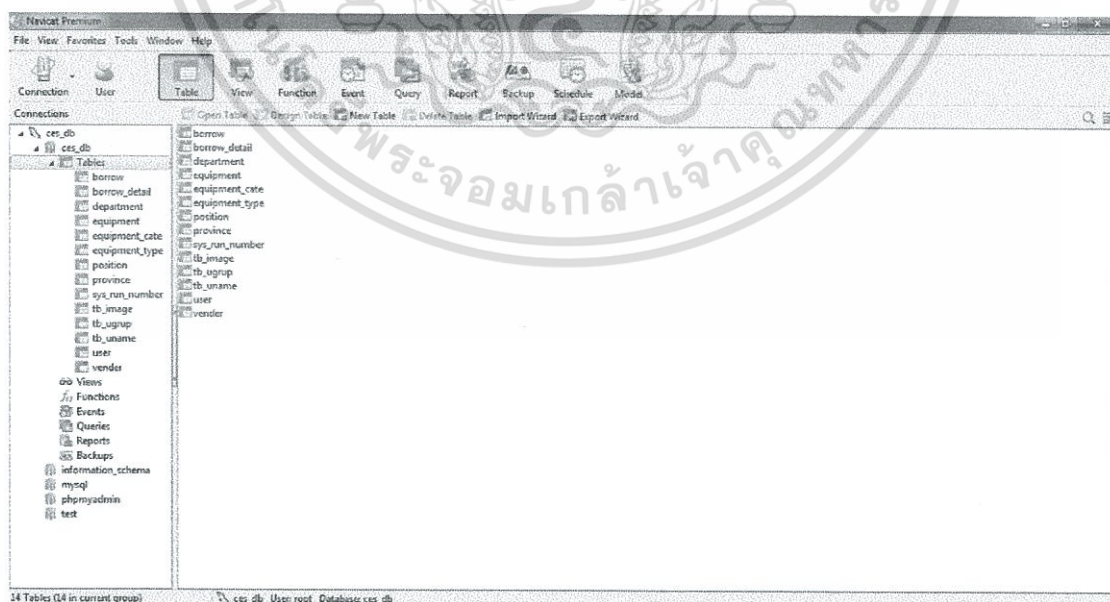 Navicat Premium
File View Favorites Tools Window Help
Connection User Table View Function Event Query Report Backup Schedule Model
Connections
Open Table Design Table New Table Delete Table Import Wizard Export Wizard
ces_db
ces_db
Tables
borrow
borrow_detail
department
equipment
equipment_cate
equipment_type
position
province
sys_run_number
tb_image
tb_ugrup
tb_uname
user
vender
Views
Functions
Events
Queries
Reports
Backups
information_schema
mysql
phpmyadmin
test
borrow
borrow_detail
department
equipment
equipment_cate
equipment_type
position
province
sys_run_number
tb_image
tb_ugrup
tb_uname
user
vender
พระจอมเกล้าเจ้าคุณทหาร
14 Tables (14 in current group) ces_db User: root Database: ces_db